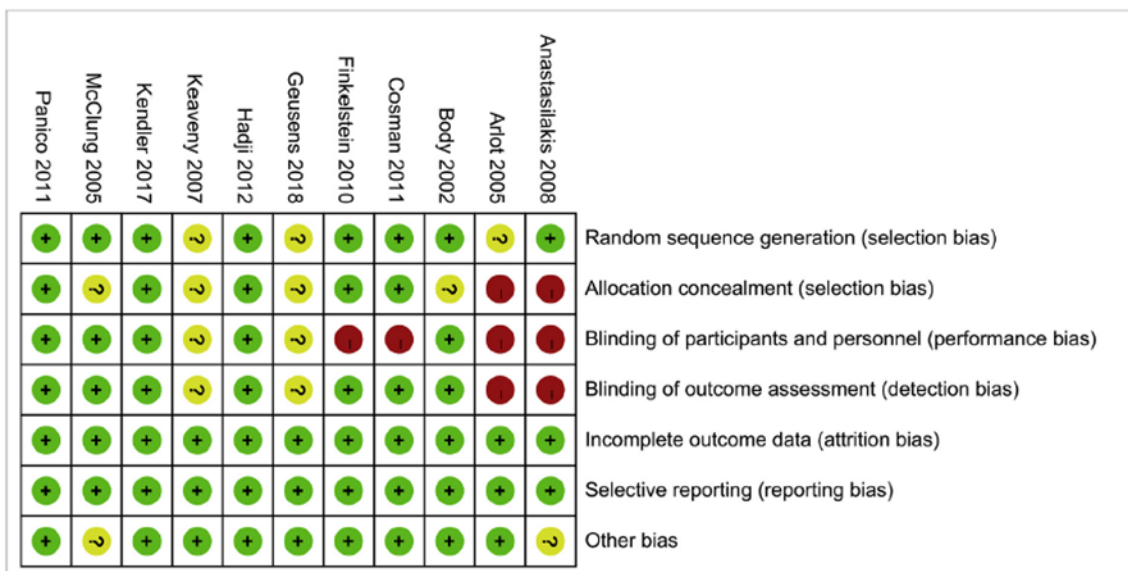 Panico 2011
McClung 2005
Kendler 2017
Keaveny 2007
Hadji 2012
Geusens 2018
Finkelstein 2010
Cosman 2011
Body 2002
Arlot 2005
Anastasilakis 2008
+ + + ? + ? + + + ? + Random sequence generation (selection bias)
+ ? + ? + ? + + ? – – Allocation concealment (selection bias)
+ + + ? + ? – – + – – Blinding of participants and personnel (performance bias)
+ + + ? + ? + + + – – Blinding of outcome assessment (detection bias)
+ + + + + + + + + + + Incomplete outcome data (attrition bias)
+ + + + + + + + + + + Selective reporting (reporting bias)
+ ? + + + + + + + + ? Other bias